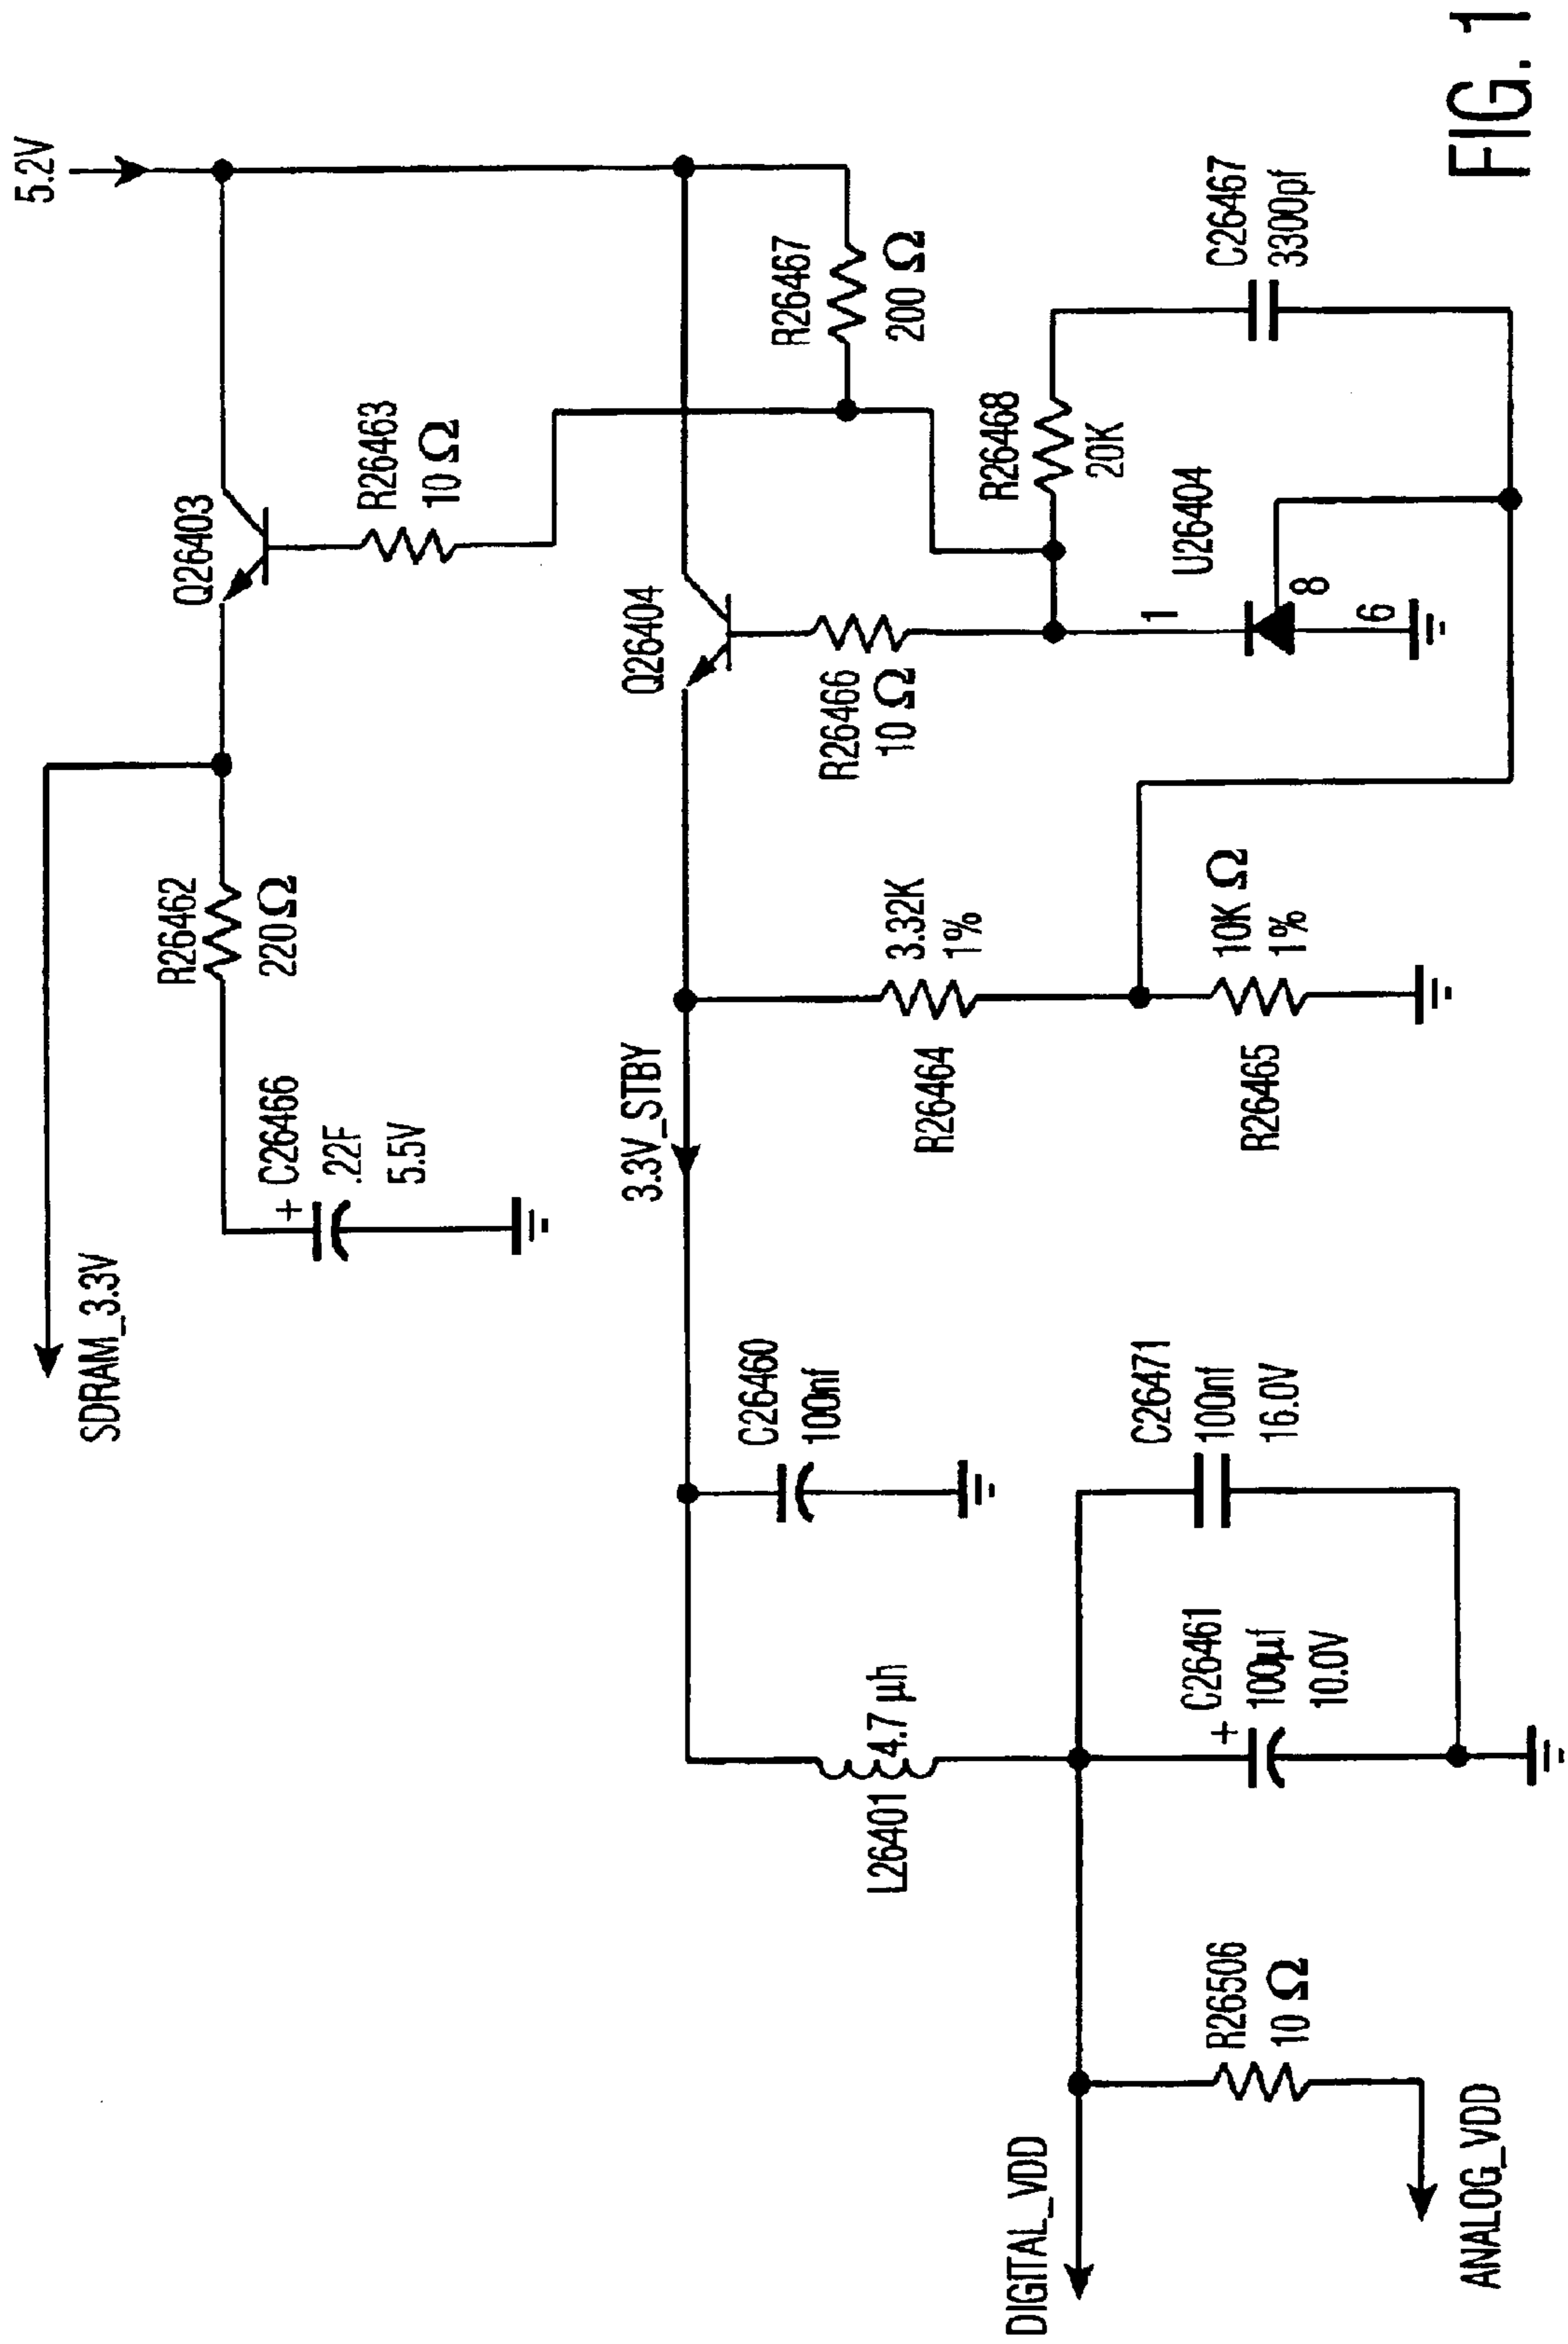 5.2V
SDRAM_3.3V
Q26403
R26462
220Ω
C26466
+
.22F
5.5V
R26463
10 Ω
Q26404
3.3V_STBY
R26467
200 Ω
R26466
10 Ω
R26468
20K
U26404
1
8
6
C26467
3300pf
3.32K
1%
R26464
10K Ω
1%
R26465
C26460
100nf
C26471
100nf
16.0V
L26401
4.7 µh
C26461
+
100µf
10.0V
R26506
10 Ω
DIGITAL_VDD
ANALOG_VDD
FIG. 1